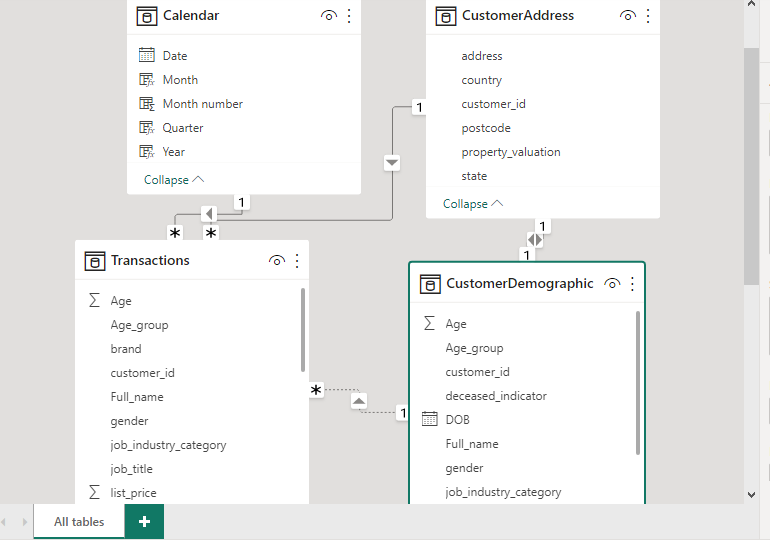 Calendar
Date
Month
Month number
Quarter
Year
Collapse
CustomerAddress
address
country
customer_id
postcode
property_valuation
state
Collapse
1
1
*
*
1
1
Transactions
Age
Age_group
brand
customer_id
Full_name
gender
job_industry_category
job_title
list_price
*
1
CustomerDemographic
Age
Age_group
customer_id
deceased_indicator
DOB
Full_name
gender
job_industry_category
All tables
+